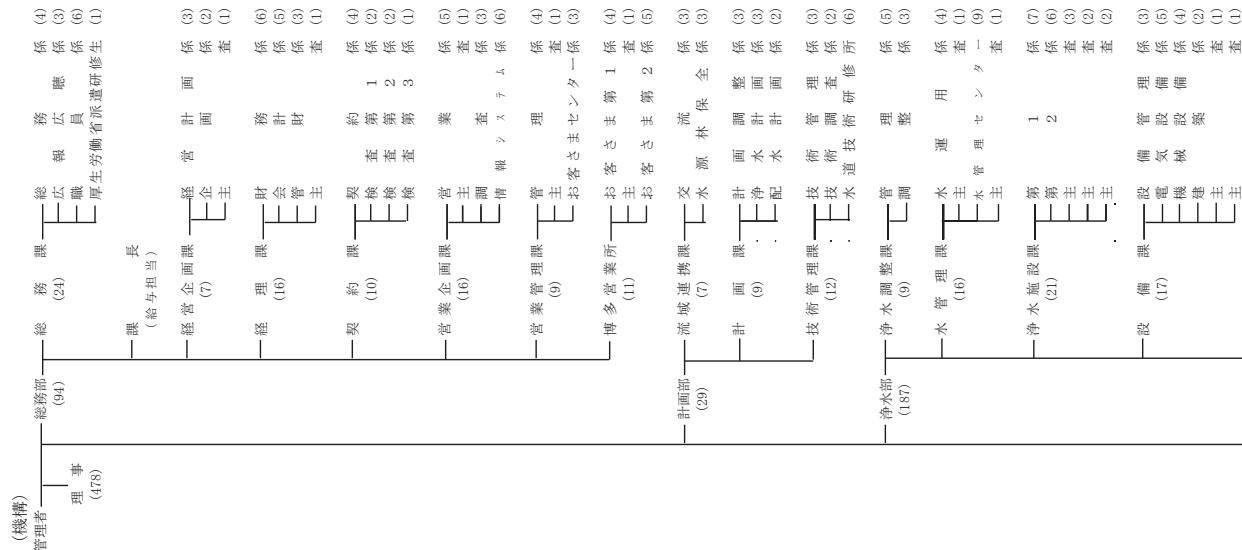 (機構)
管理者
理事
(478)
総務部
(94)
総務課
(24)
総務係 (4)
広報広聴係 (3)
職員係 (6)
厚生労働省派遣研修生 (1)
課長
(給与担当)
経営企画課
(7)
経営計画係 (3)
企画係 (2)
主査 (1)
経理課
(16)
財務係 (6)
会計係 (5)
管財係 (3)
主査 (1)
契約課
(10)
契約係 (4)
検査第1係 (2)
検査第2係 (2)
検査第3係 (1)
営業企画課
(16)
営業係 (5)
主査 (1)
調査係 (3)
情報システム係 (6)
営業管理課
(9)
管理係 (4)
主査 (1)
お客さまセンター係 (3)
博多営業所
(11)
お客さま第1係 (4)
主査 (1)
お客さま第2係 (5)
計画部
(29)
流域連携課
(7)
交流係 (3)
水源林保全係 (3)
計画課
(9)
計画調整係 (3)
浄水計画係 (3)
配水計画係 (2)
技術管理課
(12)
技術管理係 (3)
技術調査係 (2)
水道技術研修所 (6)
浄水部
(187)
浄水調整課
(9)
管理係 (5)
調整係 (3)
水管理課
(16)
水運用係 (4)
主査 (1)
水管理センター (9)
主査 (1)
浄水施設課
(21)
第1係 (7)
第2係 (6)
主査 (3)
主査 (2)
主査 (2)
設備課
(17)
設備管理係 (3)
電気設備係 (5)
機械設備係 (4)
建築係 (2)
主査 (1)
主査 (1)